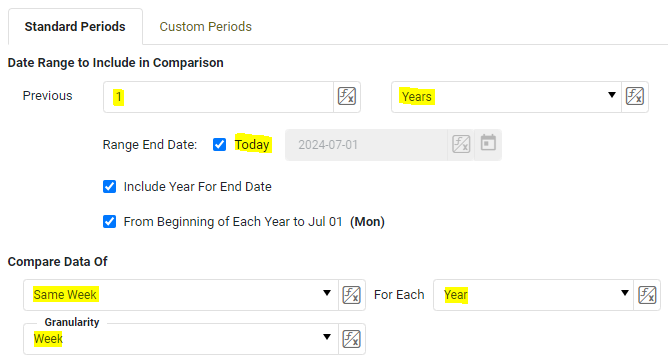 Standard Periods Custom Periods
Date Range to Include in Comparison
Previous 1 Years
Range End Date: Today 2024-07-01
Include Year For End Date
From Beginning of Each Year to Jul 01 (Mon)
Compare Data Of
Same Week For Each Year
Granularity
Week